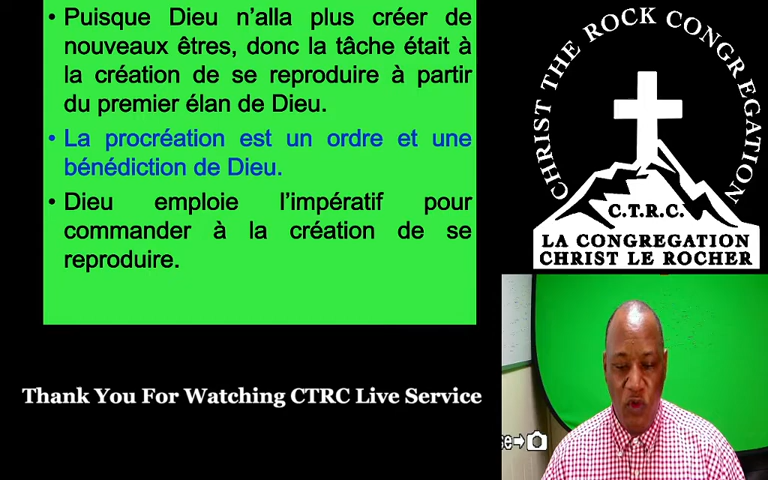 • Puisque Dieu n'alla plus créer de
nouveaux êtres, donc la tâche était à
la création de se reproduire à partir
du premier élan de Dieu.
• La procréation est un ordre et une
bénédiction de Dieu.
• Dieu emploie l'impératif pour
commander à la création de se
reproduire.
CHRIST THE ROCK CONGREGATION
C.T.R.C.
LA CONGREGATION
CHRIST LE ROCHER
Thank You For Watching CTRC Live Service